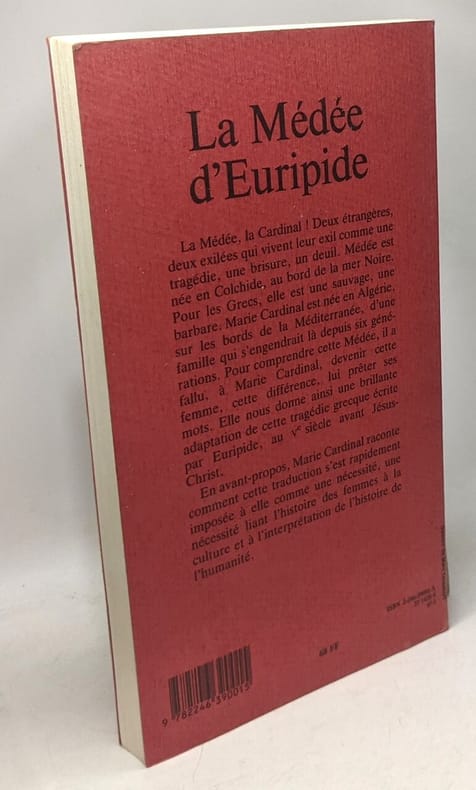 La Médée
d'Euripide
La Médée, la Cardinal ! Deux étrangères,
deux exilées qui vivent leur exil comme une
tragédie, une brisure, un deuil. Médée est
née en Colchide, au bord de la mer Noire.
Pour les Grecs, elle est une sauvage, une
barbare. Marie Cardinal est née en Algérie,
sur les bords de la Méditerranée, d'une
famille qui s'engendrait là depuis six géné-
rations. Pour comprendre cette Médée, il a
fallu, à Marie Cardinal, devenir cette
femme, cette différence, lui prêter ses
mots. Elle nous donne ainsi une brillante
adaptation de cette tragédie grecque écrite
par Euripide, au Vᵉ siècle avant Jésus-
Christ.
En avant-propos, Marie Cardinal raconte
comment cette traduction s'est rapidement
imposée à elle comme une nécessité, une
nécessité liant l'histoire des femmes à la
culture et à l'interprétation de l'histoire de
l'humanité.
ISBN
68 FF
9 782246 390015